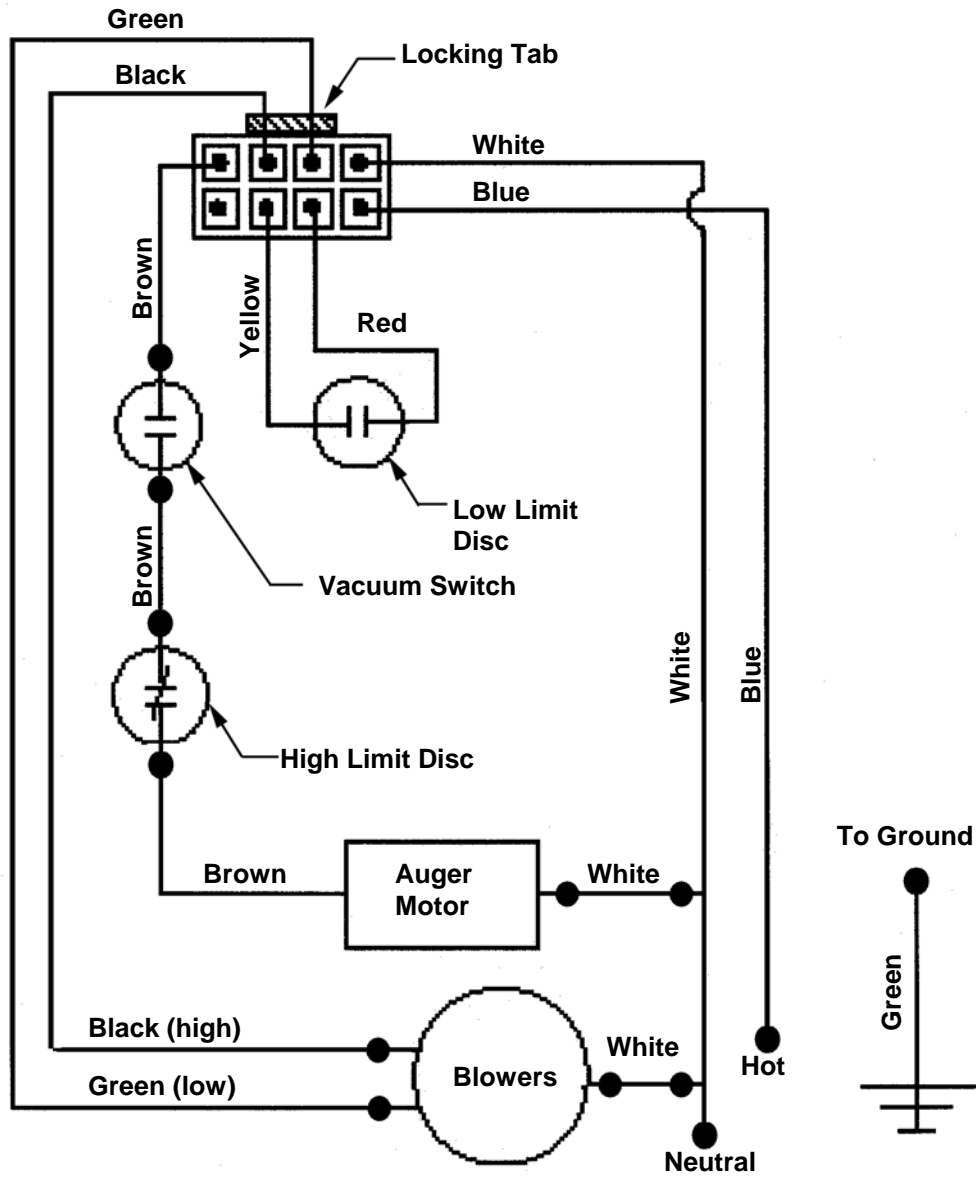 Green
Locking Tab
Black
White
Blue
Brown
Yellow
Red
Low Limit
Disc
Brown
Vacuum Switch
White
Blue
High Limit Disc
To Ground
Brown
Auger
Motor
White
Green
Black (high)
White
Hot
Blowers
Green (low)
Neutral